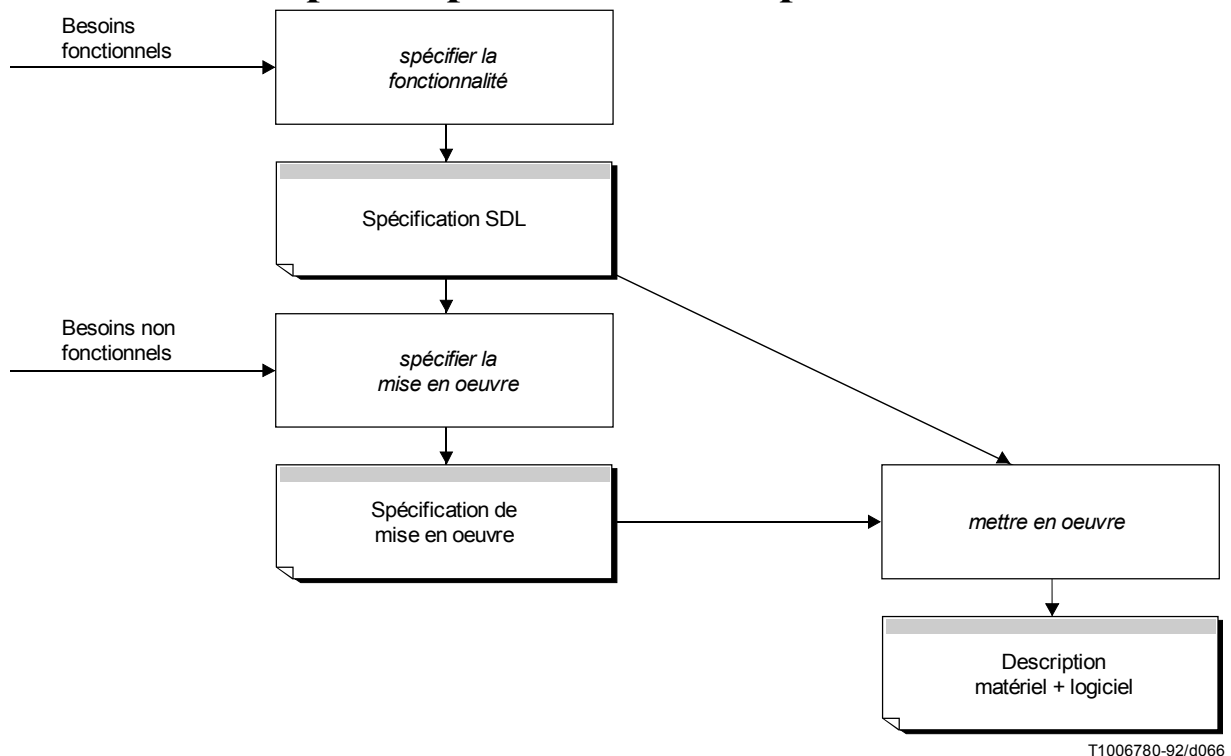 Besoins
fonctionnels
spécifier la
fonctionnalité
Spécification SDL
Besoins non
fonctionnels
spécifier la
mise en oeuvre
Spécification de
mise en oeuvre
mettre en oeuvre
Description
matériel + logiciel
T1006780-92/d066